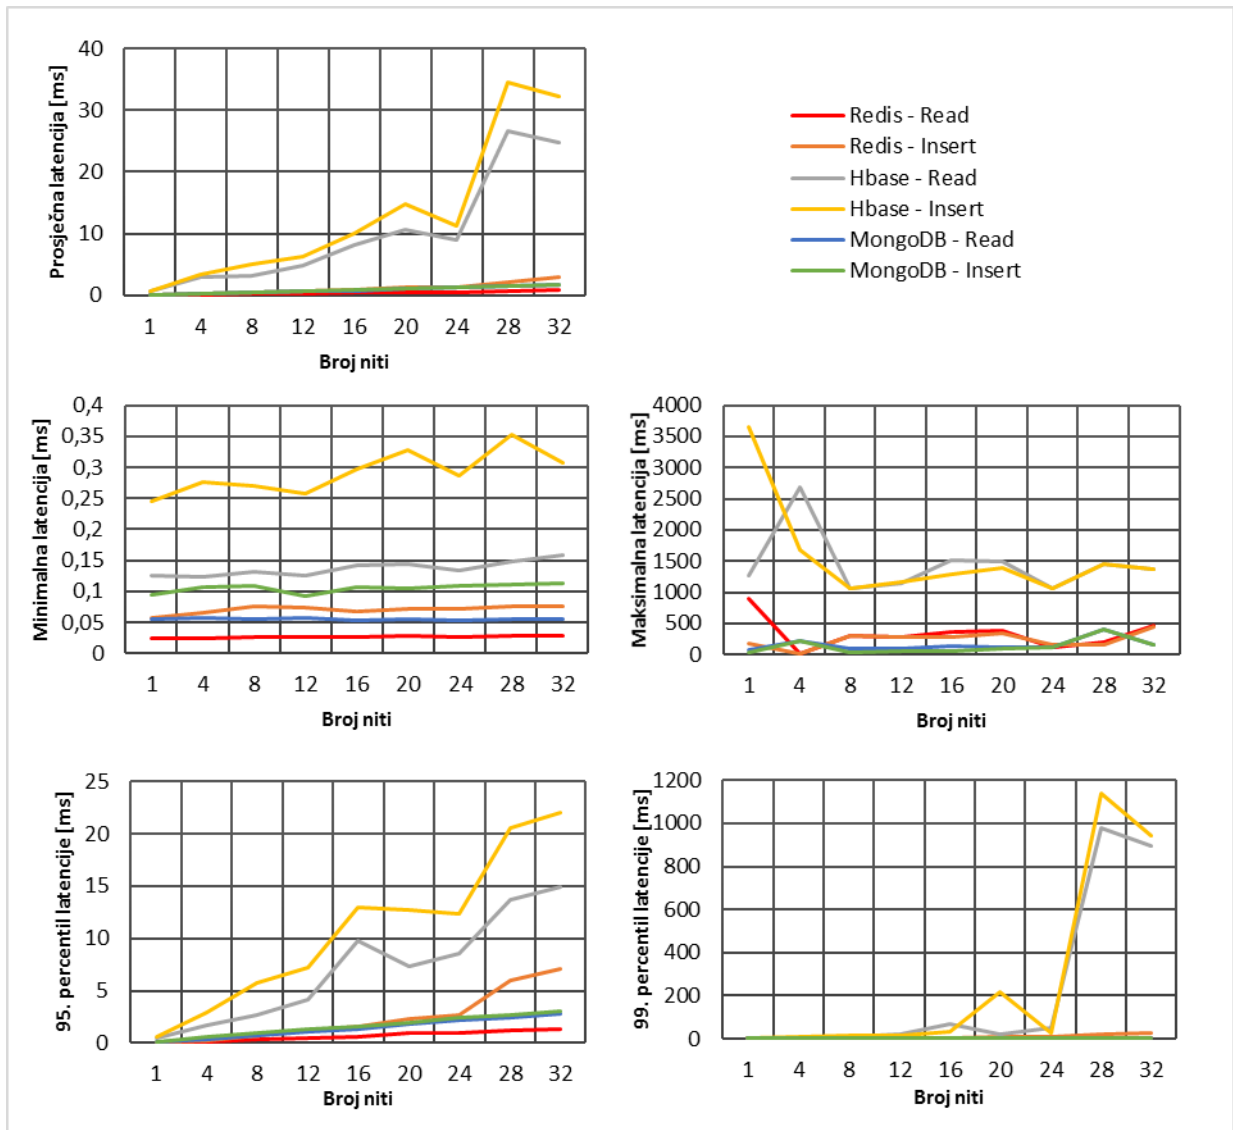 Prosječna latencija [ms]
40
30
20
10
0
1 4 8 12 16 20 24 28 32
Broj niti
Redis - Read
Redis - Insert
Hbase - Read
Hbase - Insert
MongoDB - Read
MongoDB - Insert
Minimalna latencija [ms]
0,4
0,35
0,3
0,25
0,2
0,15
0,1
0,05
0
1 4 8 12 16 20 24 28 32
Broj niti
Maksimalna latencija [ms]
4000
3500
3000
2500
2000
1500
1000
500
0
1 4 8 12 16 20 24 28 32
Broj niti
95. percentil latencije [ms]
25
20
15
10
5
0
1 4 8 12 16 20 24 28 32
Broj niti
99. percentil latencije [ms]
1200
1000
800
600
400
200
0
1 4 8 12 16 20 24 28 32
Broj niti